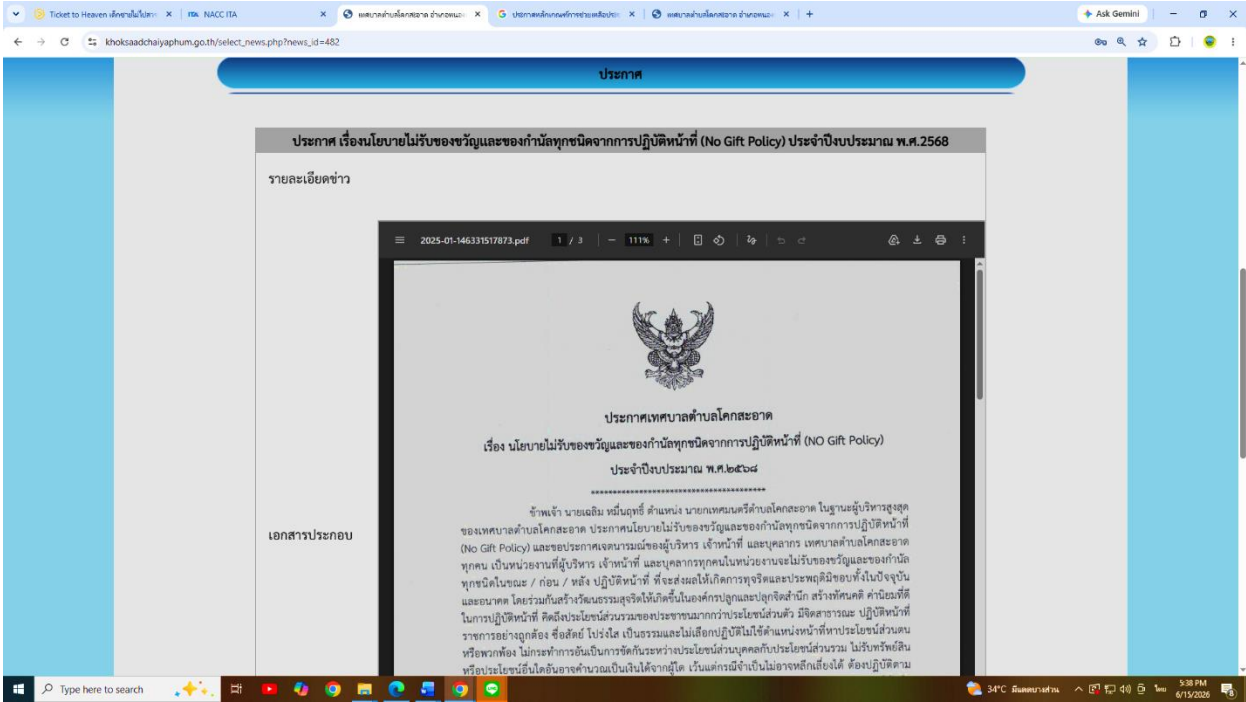 Ticket to Heaven
NACC ITA
Ask Gemini
khoksaadchaiyaphum.go.th/select_news.php?news_id=482
ประกาศ
ประกาศ เรื่องนโยบายไม่รับของขวัญและของกำนัลทุกชนิดจากการปฏิบัติหน้าที่ (No Gift Policy) ประจำปีงบประมาณ พ.ศ.2568
รายละเอียดข่าว
2025-01-146331517873.pdf 1 / 3 111%
ประกาศเทศบาลตำบลโคกสะอาด
เรื่อง นโยบายไม่รับของขวัญและของกำนัลทุกชนิดจากการปฏิบัติหน้าที่ (NO Gift Policy)
ประจำปีงบประมาณ พ.ศ.๒๕๖๘
******************************************
ข้าพเจ้า นายเฉลิม หมื่นฤทธิ์ ตำแหน่ง นายกเทศมนตรีตำบลโคกสะอาด ในฐานะผู้บริหารสูงสุด
ของเทศบาลตำบลโคกสะอาด ประกาศนโยบายไม่รับของขวัญและของกำนัลทุกชนิดจากการปฏิบัติหน้าที่
(No Gift Policy) และขอประกาศเจตนารมณ์ของผู้บริหาร เจ้าหน้าที่ และบุคลากร เทศบาลตำบลโคกสะอาด
ทุกคน เป็นหน่วยงานที่ผู้บริหาร เจ้าหน้าที่ และบุคลากรทุกคนในหน่วยงานจะไม่รับของขวัญและของกำนัล
ทุกชนิดในขณะ / ก่อน / หลัง ปฏิบัติหน้าที่ ที่จะส่งผลให้เกิดการทุจริตและประพฤติมิชอบทั้งในปัจจุบัน
และอนาคต โดยร่วมกันสร้างวัฒนธรรมสุจริตให้เกิดขึ้นในองค์กรปลูกและปลุกจิตสำนึก สร้างทัศนคติ ค่านิยมที่ดี
ในการปฏิบัติหน้าที่ คิดถึงประโยชน์ส่วนรวมของประชาชนมากกว่าประโยชน์ส่วนตัว มีจิตสาธารณะ ปฏิบัติหน้าที่
ราชการอย่างถูกต้อง ซื่อสัตย์ โปร่งใส เป็นธรรมและไม่เลือกปฏิบัติไม่ใช้ตำแหน่งหน้าที่หาประโยชน์ส่วนตน
หรือพวกพ้อง ไม่กระทำการอันเป็นการขัดกันระหว่างประโยชน์ส่วนบุคคลกับประโยชน์ส่วนรวม ไม่รับทรัพย์สิน
หรือประโยชน์อื่นใดอันอาจคำนวณเป็นเงินได้จากผู้ใด เว้นแต่กรณีจำเป็นไม่อาจหลีกเลี่ยงได้ ต้องปฏิบัติตาม
เอกสารประกอบ
Type here to search
34°C มีแดดบางส่วน
ไทย
5:38 PM
6/15/2026